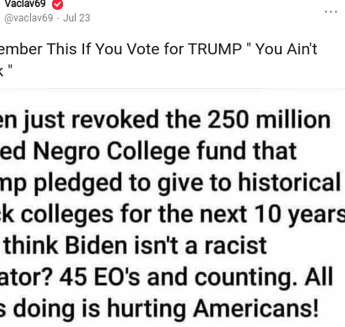 Vaclav69
@vaclav69 · Jul 23
ember This If You Vote for TRUMP " You Ain't
k "
en just revoked the 250 million
ed Negro College fund that
mp pledged to give to historical
k colleges for the next 10 years
think Biden isn't a racist
ator? 45 EO's and counting. All
s doing is hurting Americans!